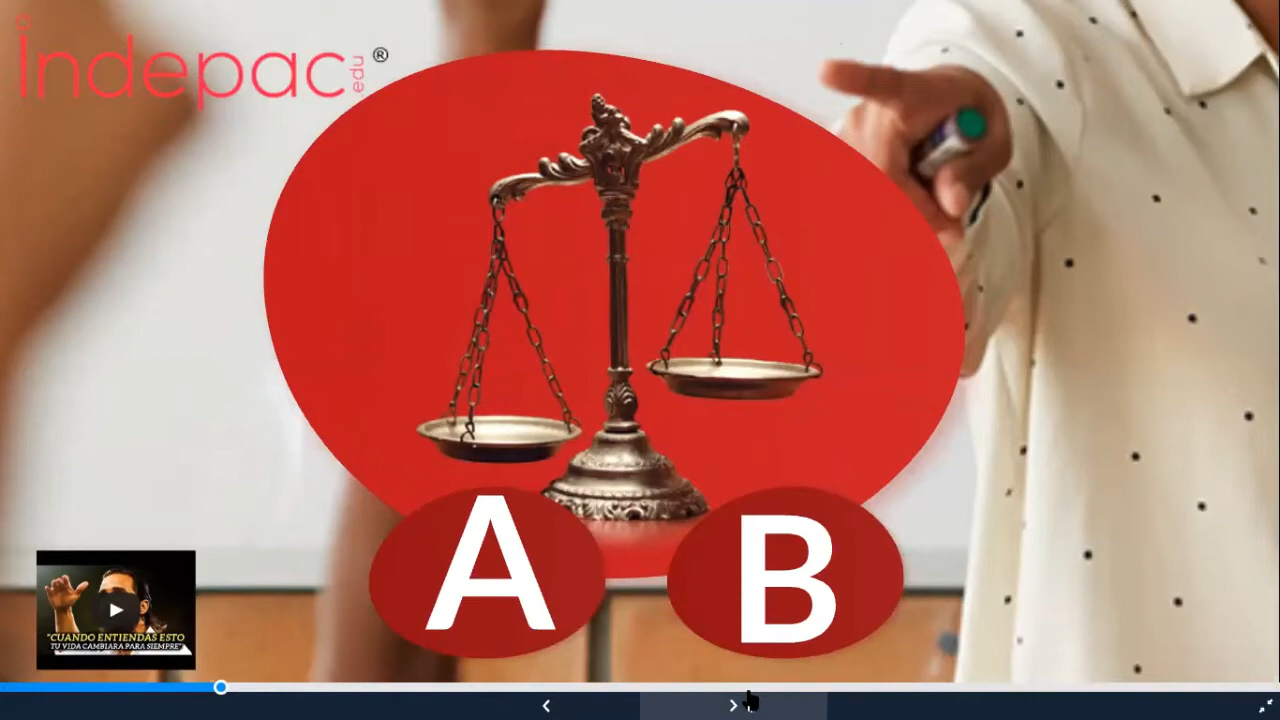 indepac edu ®
A
B
"CUANDO ENTIENDAS ESTO
TU VIDA CAMBIARA PARA SIEMPRE"